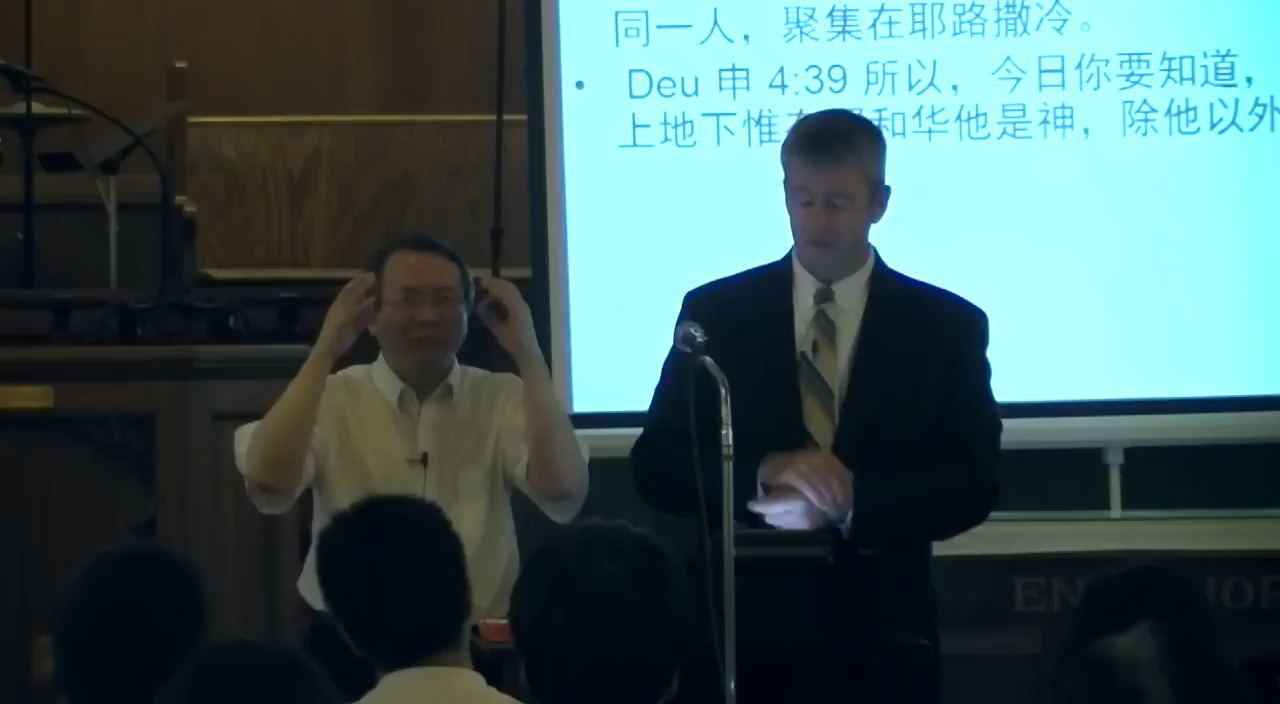 同一人，聚集在耶路撒冷。
• Deu 申 4:39 所以，今日你要知道，
上地下惟 和华他是神，除他以外
EN